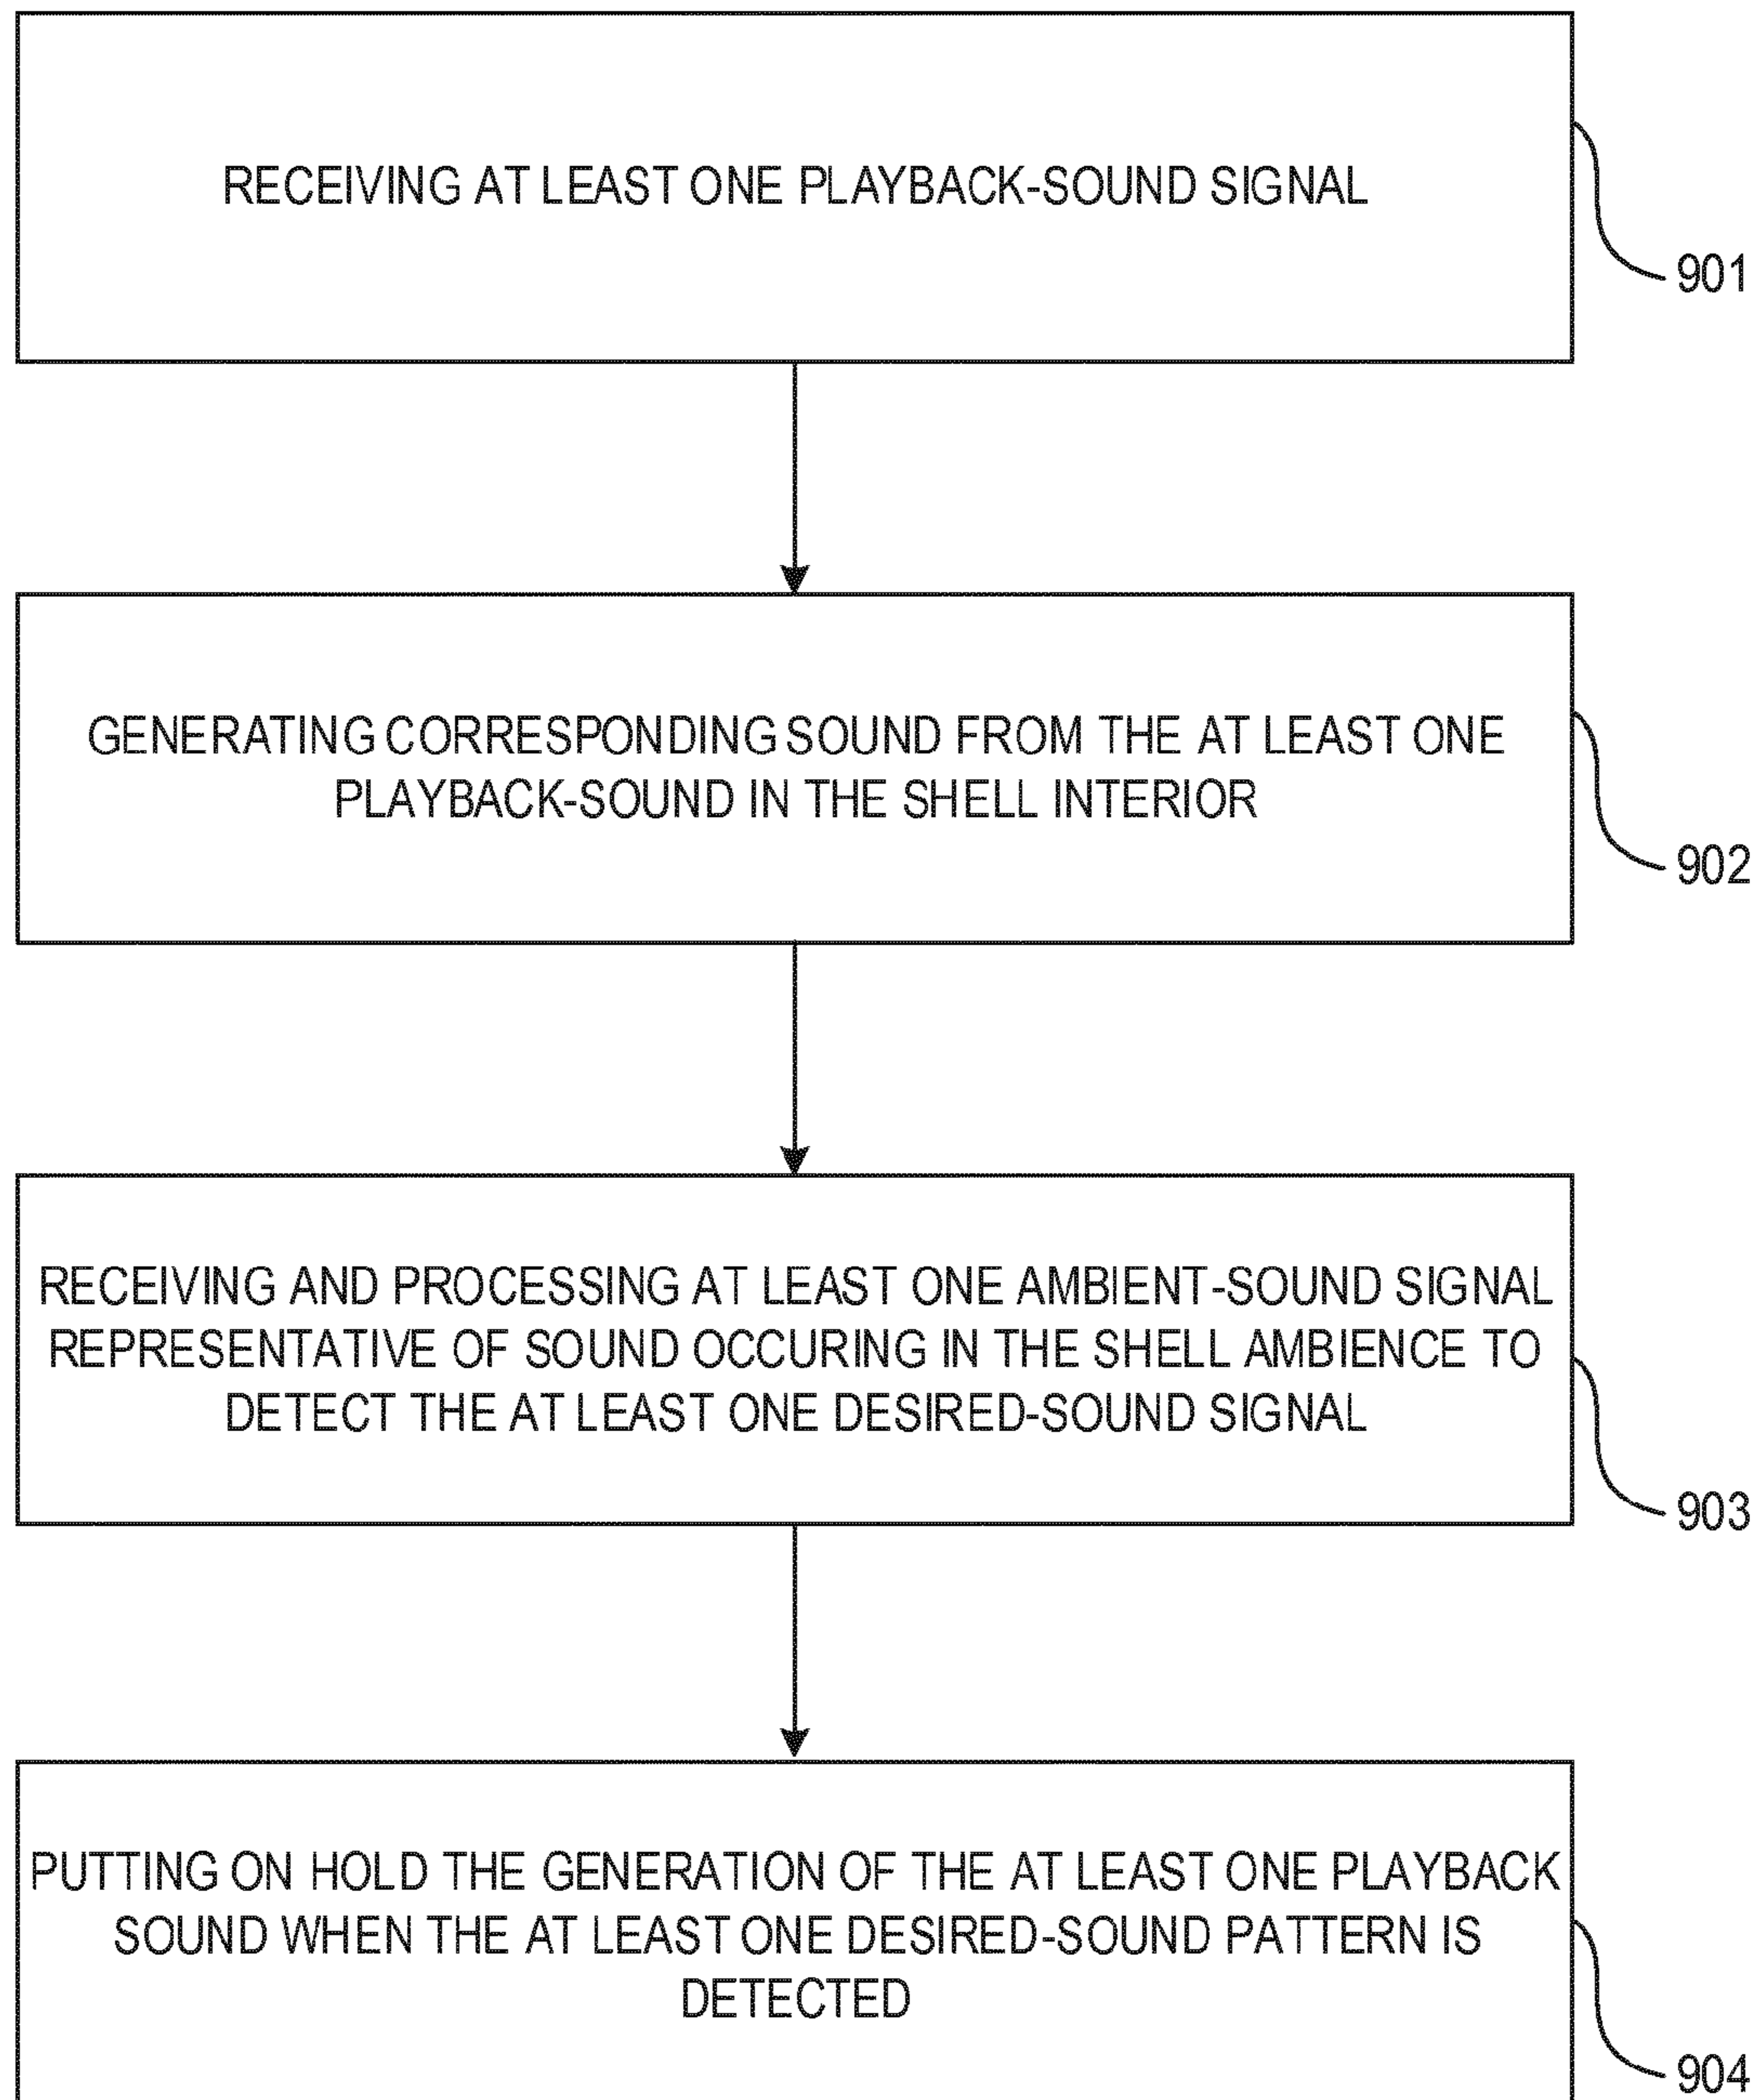 RECEIVING AT LEAST ONE PLAYBACK-SOUND SIGNAL
901
GENERATING CORRESPONDING SOUND FROM THE AT LEAST ONE
PLAYBACK-SOUND IN THE SHELL INTERIOR
902
RECEIVING AND PROCESSING AT LEAST ONE AMBIENT-SOUND SIGNAL
REPRESENTATIVE OF SOUND OCCURING IN THE SHELL AMBIENCE TO
DETECT THE AT LEAST ONE DESIRED-SOUND SIGNAL
903
PUTTING ON HOLD THE GENERATION OF THE AT LEAST ONE PLAYBACK
SOUND WHEN THE AT LEAST ONE DESIRED-SOUND PATTERN IS
DETECTED
904